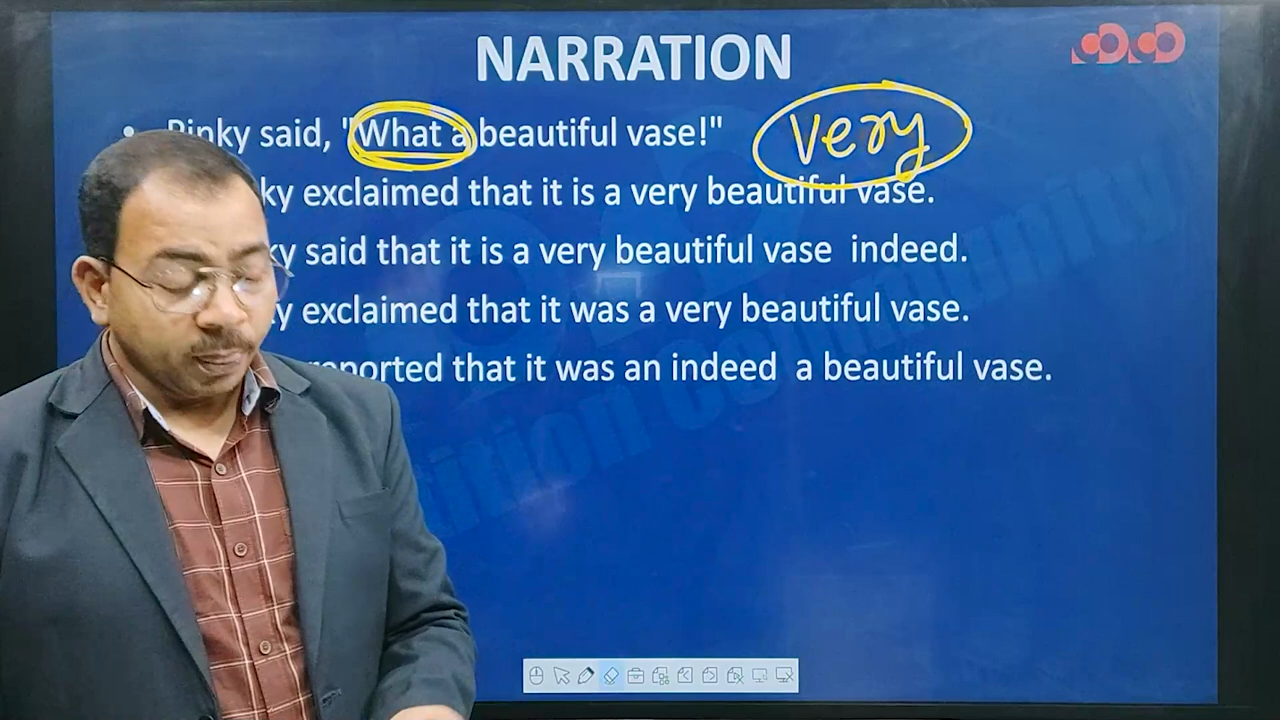 NARRATION
• Pinky said, "What a beautiful vase!" very
ky exclaimed that it is a very beautiful vase.
ky said that it is a very beautiful vase indeed.
ky exclaimed that it was a very beautiful vase.
reported that it was an indeed a beautiful vase.